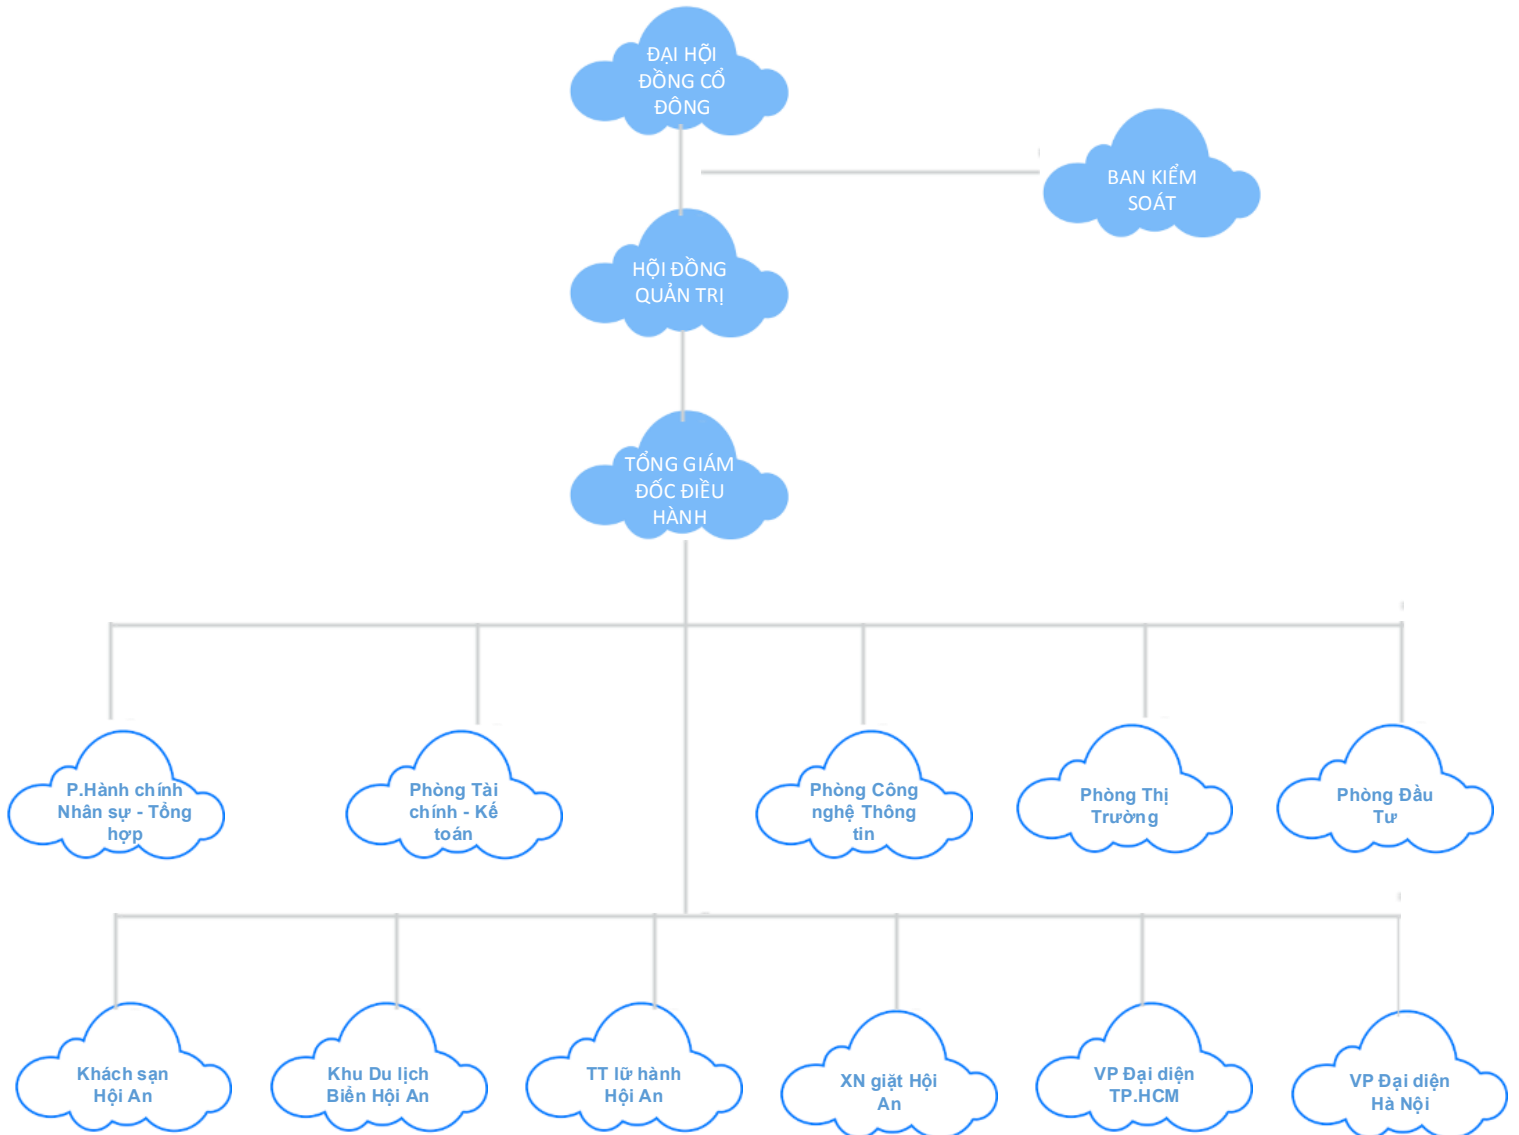 ĐẠI HỘI
ĐỒNG CỔ
ĐÔNG
BAN KIỂM
SOÁT
HỘI ĐỒNG
QUẢN TRỊ
TỔNG GIÁM
ĐỐC ĐIỀU
HÀNH
P.Hành chính
Nhân sự - Tổng
hợp
Phòng Tài
chính - Kế
toán
Phòng Công
nghệ Thông
tin
Phòng Thị
Trường
Phòng Đầu
Tư
Khách sạn
Hội An
Khu Du lịch
Biển Hội An
TT lữ hành
Hội An
XN giặt Hội
An
VP Đại diện
TP.HCM
VP Đại diện
Hà Nội